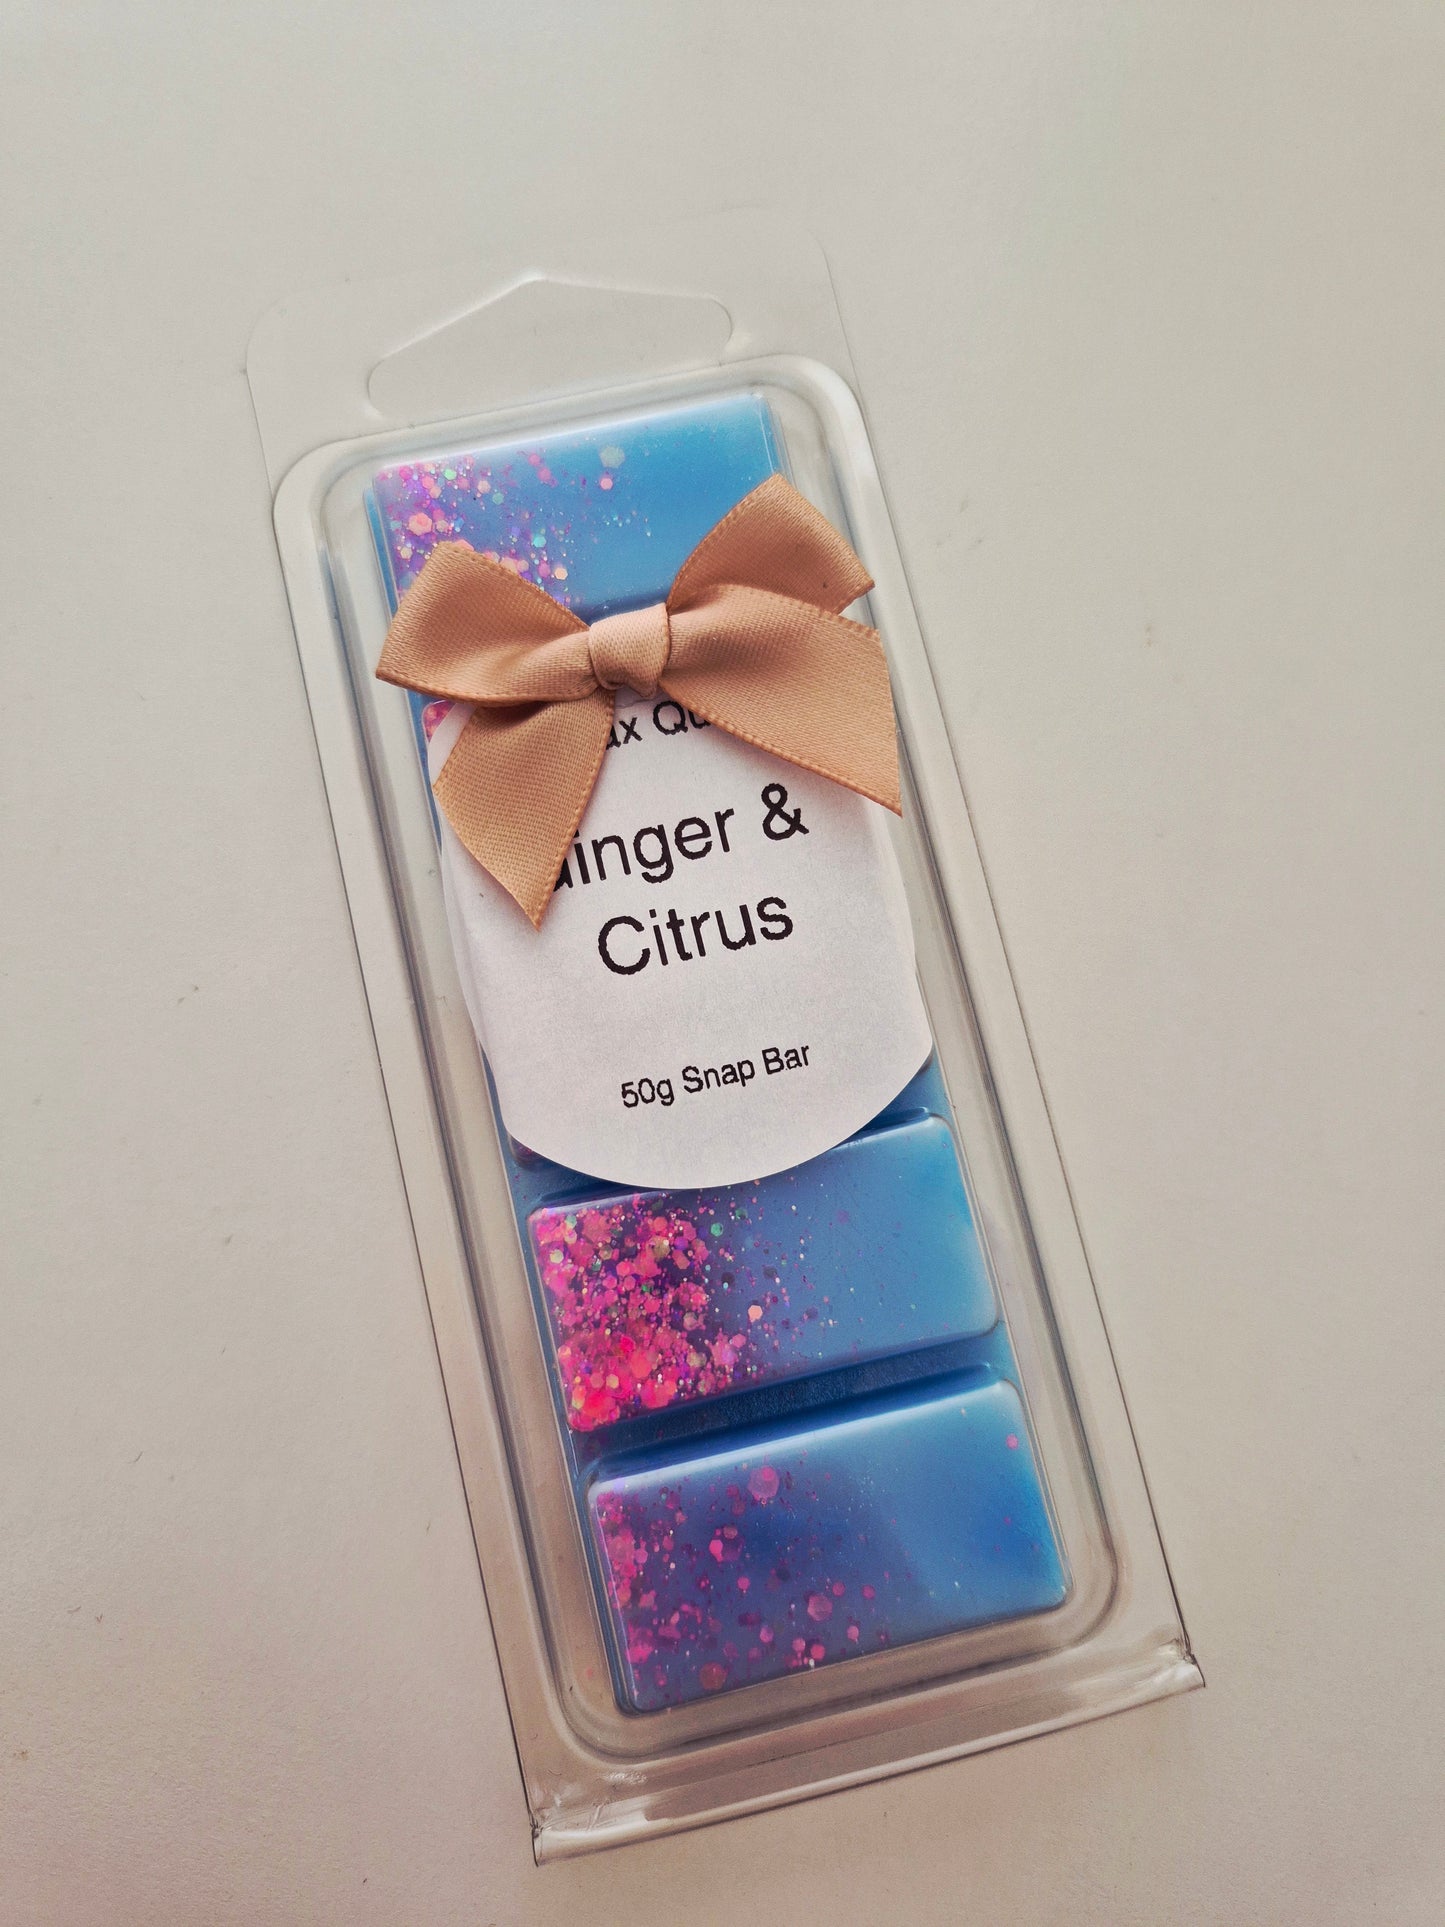 inger &
Citrus
50g Snap Bar